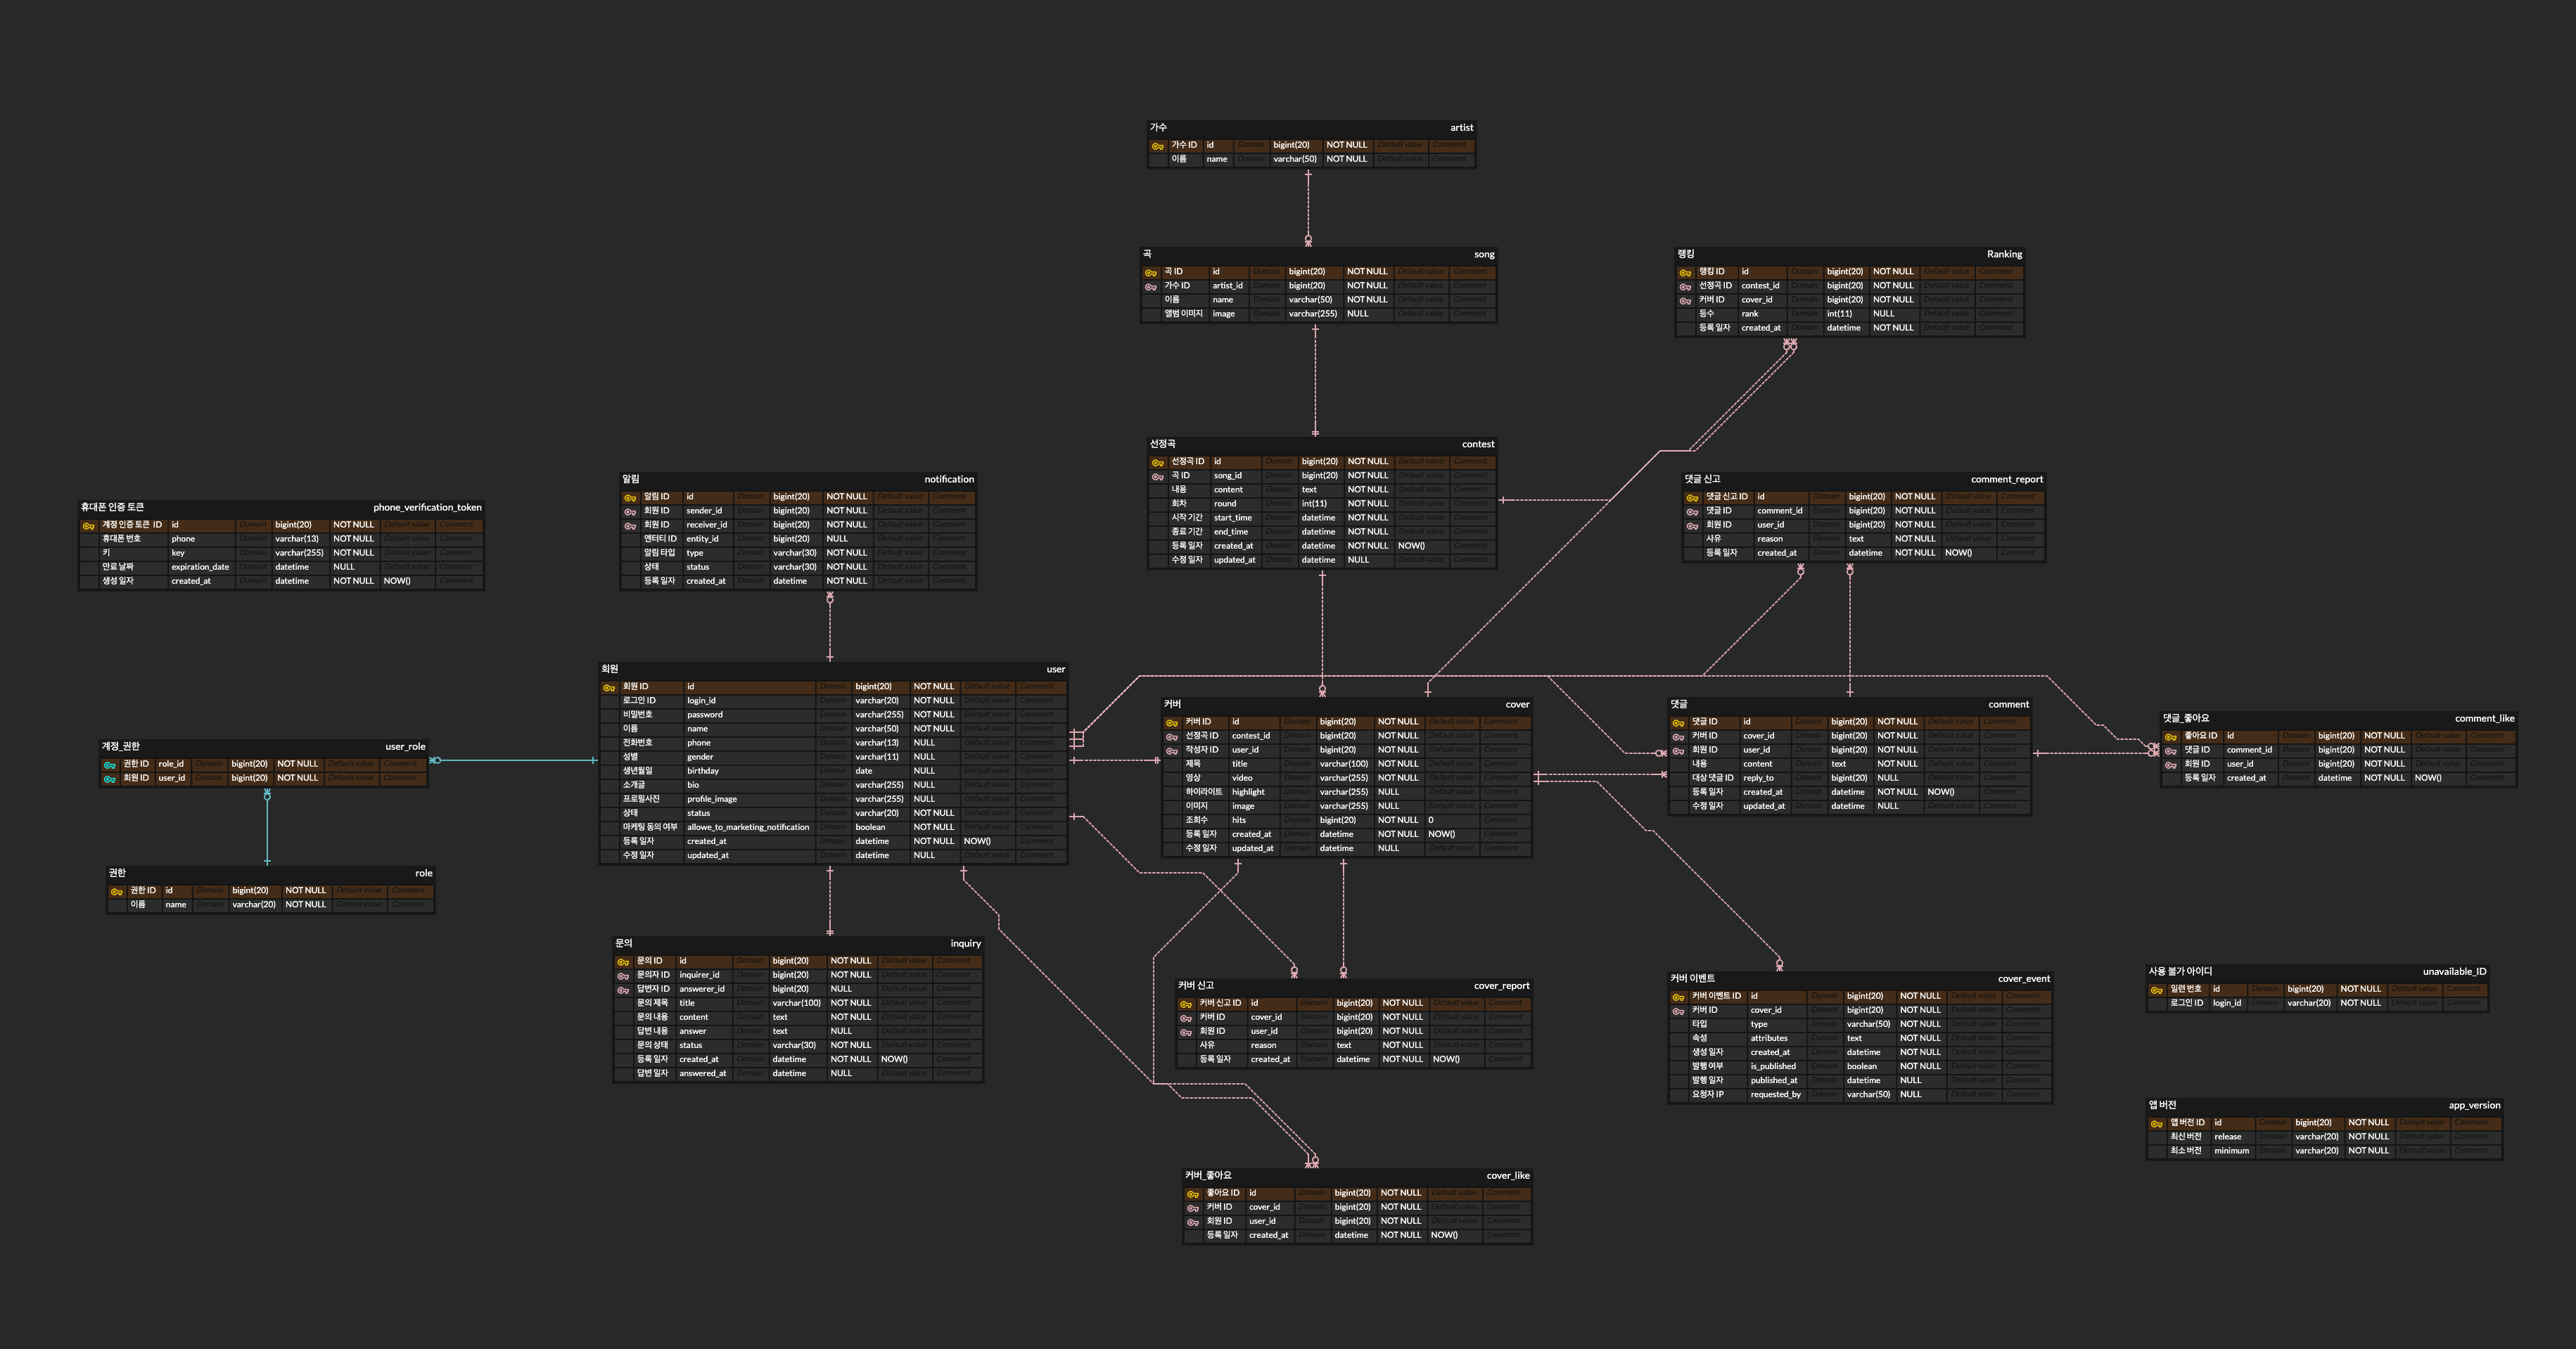 가수 artist
가수 ID id Domain bigint(20) NOT NULL Default value Comment
이름 name Domain varchar(50) NOT NULL Default value Comment
곡 song
곡 ID id Domain bigint(20) NOT NULL Default value Comment
가수 ID artist_id Domain bigint(20) NOT NULL Default value Comment
이름 name Domain varchar(50) NOT NULL Default value Comment
앨범 이미지 image Domain varchar(255) NULL Default value Comment
랭킹 Ranking
랭킹 ID id Domain bigint(20) NOT NULL Default value Comment
선정곡 ID contest_id Domain bigint(20) NOT NULL Default value Comment
커버 ID cover_id Domain bigint(20) NOT NULL Default value Comment
등수 rank Domain int(11) NULL Default value Comment
등록 일자 created_at Domain datetime NOT NULL Default value Comment
선정곡 contest
선정곡 ID id Domain bigint(20) NOT NULL Default value Comment
곡 ID song_id Domain bigint(20) NOT NULL Default value Comment
내용 content Domain text NOT NULL Default value Comment
회차 round Domain int(11) NOT NULL Default value Comment
시작 기간 start_time Domain datetime NOT NULL Default value Comment
종료 기간 end_time Domain datetime NOT NULL Default value Comment
등록 일자 created_at Domain datetime NOT NULL NOW() Comment
수정 일자 updated_at Domain datetime NULL Default value Comment
휴대폰 인증 토큰 phone_verification_token
계정 인증 토큰 ID id Domain bigint(20) NOT NULL Default value Comment
휴대폰 번호 phone Domain varchar(13) NOT NULL Default value Comment
키 key Domain varchar(255) NOT NULL Default value Comment
만료 날짜 expiration_date Domain datetime NULL Default value Comment
생성 일자 created_at Domain datetime NOT NULL NOW() Comment
알림 notification
알림 ID id Domain bigint(20) NOT NULL Default value Comment
회원 ID sender_id Domain bigint(20) NOT NULL Default value Comment
회원 ID receiver_id Domain bigint(20) NOT NULL Default value Comment
엔터티 ID entity_id Domain bigint(20) NULL Default value Comment
알림 타입 type Domain varchar(30) NOT NULL Default value Comment
상태 status Domain varchar(30) NOT NULL Default value Comment
등록 일자 created_at Domain datetime NOT NULL Default value Comment
댓글 신고 comment_report
댓글 신고 ID id Domain bigint(20) NOT NULL Default value Comment
댓글 ID comment_id Domain bigint(20) NOT NULL Default value Comment
회원 ID user_id Domain bigint(20) NOT NULL Default value Comment
사유 reason Domain text NOT NULL Default value Comment
등록 일자 created_at Domain datetime NOT NULL NOW() Comment
회원 user
회원 ID id Domain bigint(20) NOT NULL Default value Comment
로그인 ID login_id Domain varchar(20) NOT NULL Default value Comment
비밀번호 password Domain varchar(255) NOT NULL Default value Comment
이름 name Domain varchar(50) NOT NULL Default value Comment
전화번호 phone Domain varchar(13) NULL Default value Comment
성별 gender Domain varchar(11) NULL Default value Comment
생년월일 birthday Domain date NULL Default value Comment
소개글 bio Domain varchar(255) NULL Default value Comment
프로필사진 profile_image Domain varchar(255) NULL Default value Comment
상태 status Domain varchar(20) NOT NULL Default value Comment
마케팅 동의 여부 allowe_to_marketing_notification Domain boolean NOT NULL Default value Comment
등록 일자 created_at Domain datetime NOT NULL NOW() Comment
수정 일자 updated_at Domain datetime NULL Default value Comment
커버 cover
커버 ID id Domain bigint(20) NOT NULL Default value Comment
선정곡 ID contest_id Domain bigint(20) NOT NULL Default value Comment
작성자 ID user_id Domain bigint(20) NOT NULL Default value Comment
제목 title Domain varchar(100) NOT NULL Default value Comment
영상 video Domain varchar(255) NOT NULL Default value Comment
하이라이트 highlight Domain varchar(255) NULL Default value Comment
이미지 image Domain varchar(255) NULL Default value Comment
조회수 hits Domain bigint(20) NOT NULL 0 Comment
등록 일자 created_at Domain datetime NOT NULL NOW() Comment
수정 일자 updated_at Domain datetime NULL Default value Comment
댓글 comment
댓글 ID id Domain bigint(20) NOT NULL Default value Comment
커버 ID cover_id Domain bigint(20) NOT NULL Default value Comment
회원 ID user_id Domain bigint(20) NOT NULL Default value Comment
내용 content Domain text NOT NULL Default value Comment
대상 댓글 ID reply_to Domain bigint(20) NULL Default value Comment
등록 일자 created_at Domain datetime NOT NULL NOW() Comment
수정 일자 updated_at Domain datetime NULL Default value Comment
댓글_좋아요 comment_like
좋아요 ID id Domain bigint(20) NOT NULL Default value Comment
댓글 ID comment_id Domain bigint(20) NOT NULL Default value Comment
회원 ID user_id Domain bigint(20) NOT NULL Default value Comment
등록 일자 created_at Domain datetime NOT NULL NOW() Comment
계정_권한 user_role
권한 ID role_id Domain bigint(20) NOT NULL Default value Comment
회원 ID user_id Domain bigint(20) NOT NULL Default value Comment
권한 role
권한 ID id Domain bigint(20) NOT NULL Default value Comment
이름 name Domain varchar(20) NOT NULL Default value Comment
문의 inquiry
문의 ID id Domain bigint(20) NOT NULL Default value Comment
문의자 ID inquirer_id Domain bigint(20) NOT NULL Default value Comment
답변자 ID answerer_id Domain bigint(20) NULL Default value Comment
문의 제목 title Domain varchar(100) NOT NULL Default value Comment
문의 내용 content Domain text NOT NULL Default value Comment
답변 내용 answer Domain text NULL Default value Comment
문의 상태 status Domain varchar(30) NOT NULL Default value Comment
등록 일자 created_at Domain datetime NOT NULL NOW() Comment
답변 일자 answered_at Domain datetime NULL Default value Comment
커버 신고 cover_report
커버 신고 ID id Domain bigint(20) NOT NULL Default value Comment
커버 ID cover_id Domain bigint(20) NOT NULL Default value Comment
회원 ID user_id Domain bigint(20) NOT NULL Default value Comment
사유 reason Domain text NOT NULL Default value Comment
등록 일자 created_at Domain datetime NOT NULL NOW() Comment
커버 이벤트 cover_event
커버 이벤트 ID id Domain bigint(20) NOT NULL Default value Comment
커버 ID cover_id Domain bigint(20) NOT NULL Default value Comment
타입 type Domain varchar(50) NOT NULL Default value Comment
속성 attributes Domain text NOT NULL Default value Comment
생성 일자 created_at Domain datetime NOT NULL Default value Comment
발행 여부 is_published Domain boolean NOT NULL Default value Comment
발행 일자 published_at Domain datetime NULL Default value Comment
요청자 IP requested_by Domain varchar(50) NULL Default value Comment
사용 불가 아이디 unavailable_ID
일련 번호 id Domain bigint(20) NOT NULL Default value Comment
로그인 ID login_id Domain varchar(20) NOT NULL Default value Comment
앱 버전 app_version
앱 버전 ID id Domain bigint(20) NOT NULL Default value Comment
최신 버전 release Domain varchar(20) NOT NULL Default value Comment
최소 버전 minimum Domain varchar(20) NOT NULL Default value Comment
커버_좋아요 cover_like
좋아요 ID id Domain bigint(20) NOT NULL Default value Comment
커버 ID cover_id Domain bigint(20) NOT NULL Default value Comment
회원 ID user_id Domain bigint(20) NOT NULL Default value Comment
등록 일자 created_at Domain datetime NOT NULL NOW() Comment